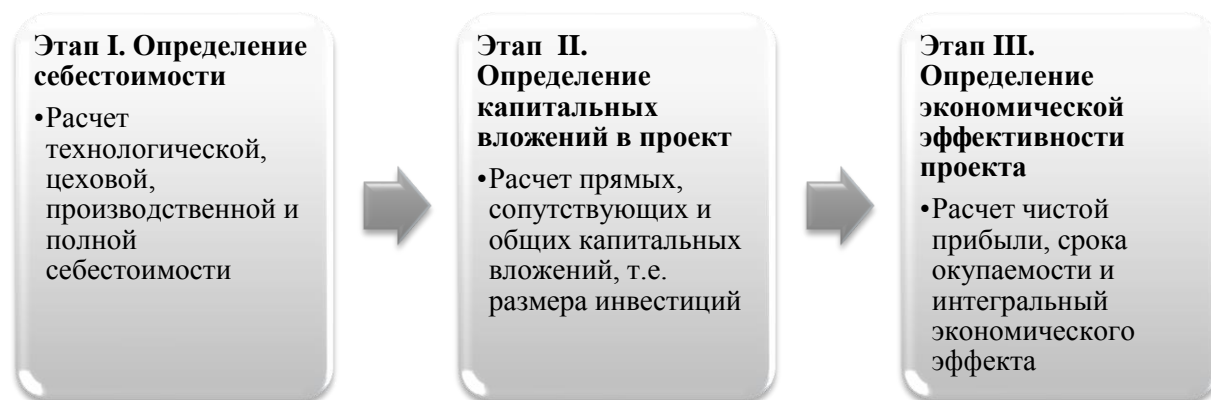 Этап I. Определение
себестоимости
•Расчет
технологической,
цеховой,
производственной и
полной
себестоимости
Этап II.
Определение
капитальных
вложений в проект
•Расчет прямых,
сопутствующих и
общих капитальных
вложений, т.е.
размера инвестиций
Этап III.
Определение
экономической
эффективности
проекта
•Расчет чистой
прибыли, срока
окупаемости и
интегральный
экономического
эффекта